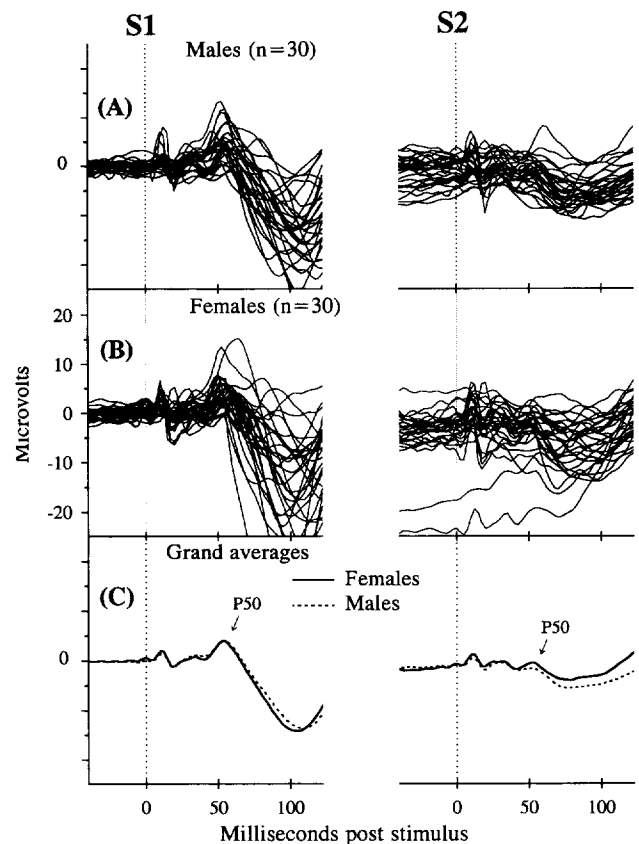 S1
S2
Males (n=30)
(A)
0
Females (n=30)
20
(B)
10
0
-10
-20
Microvolts
Grand averages
Females
Males
(C)
P50
P50
0
0
50
100
0
50
100
Milliseconds post stimulus